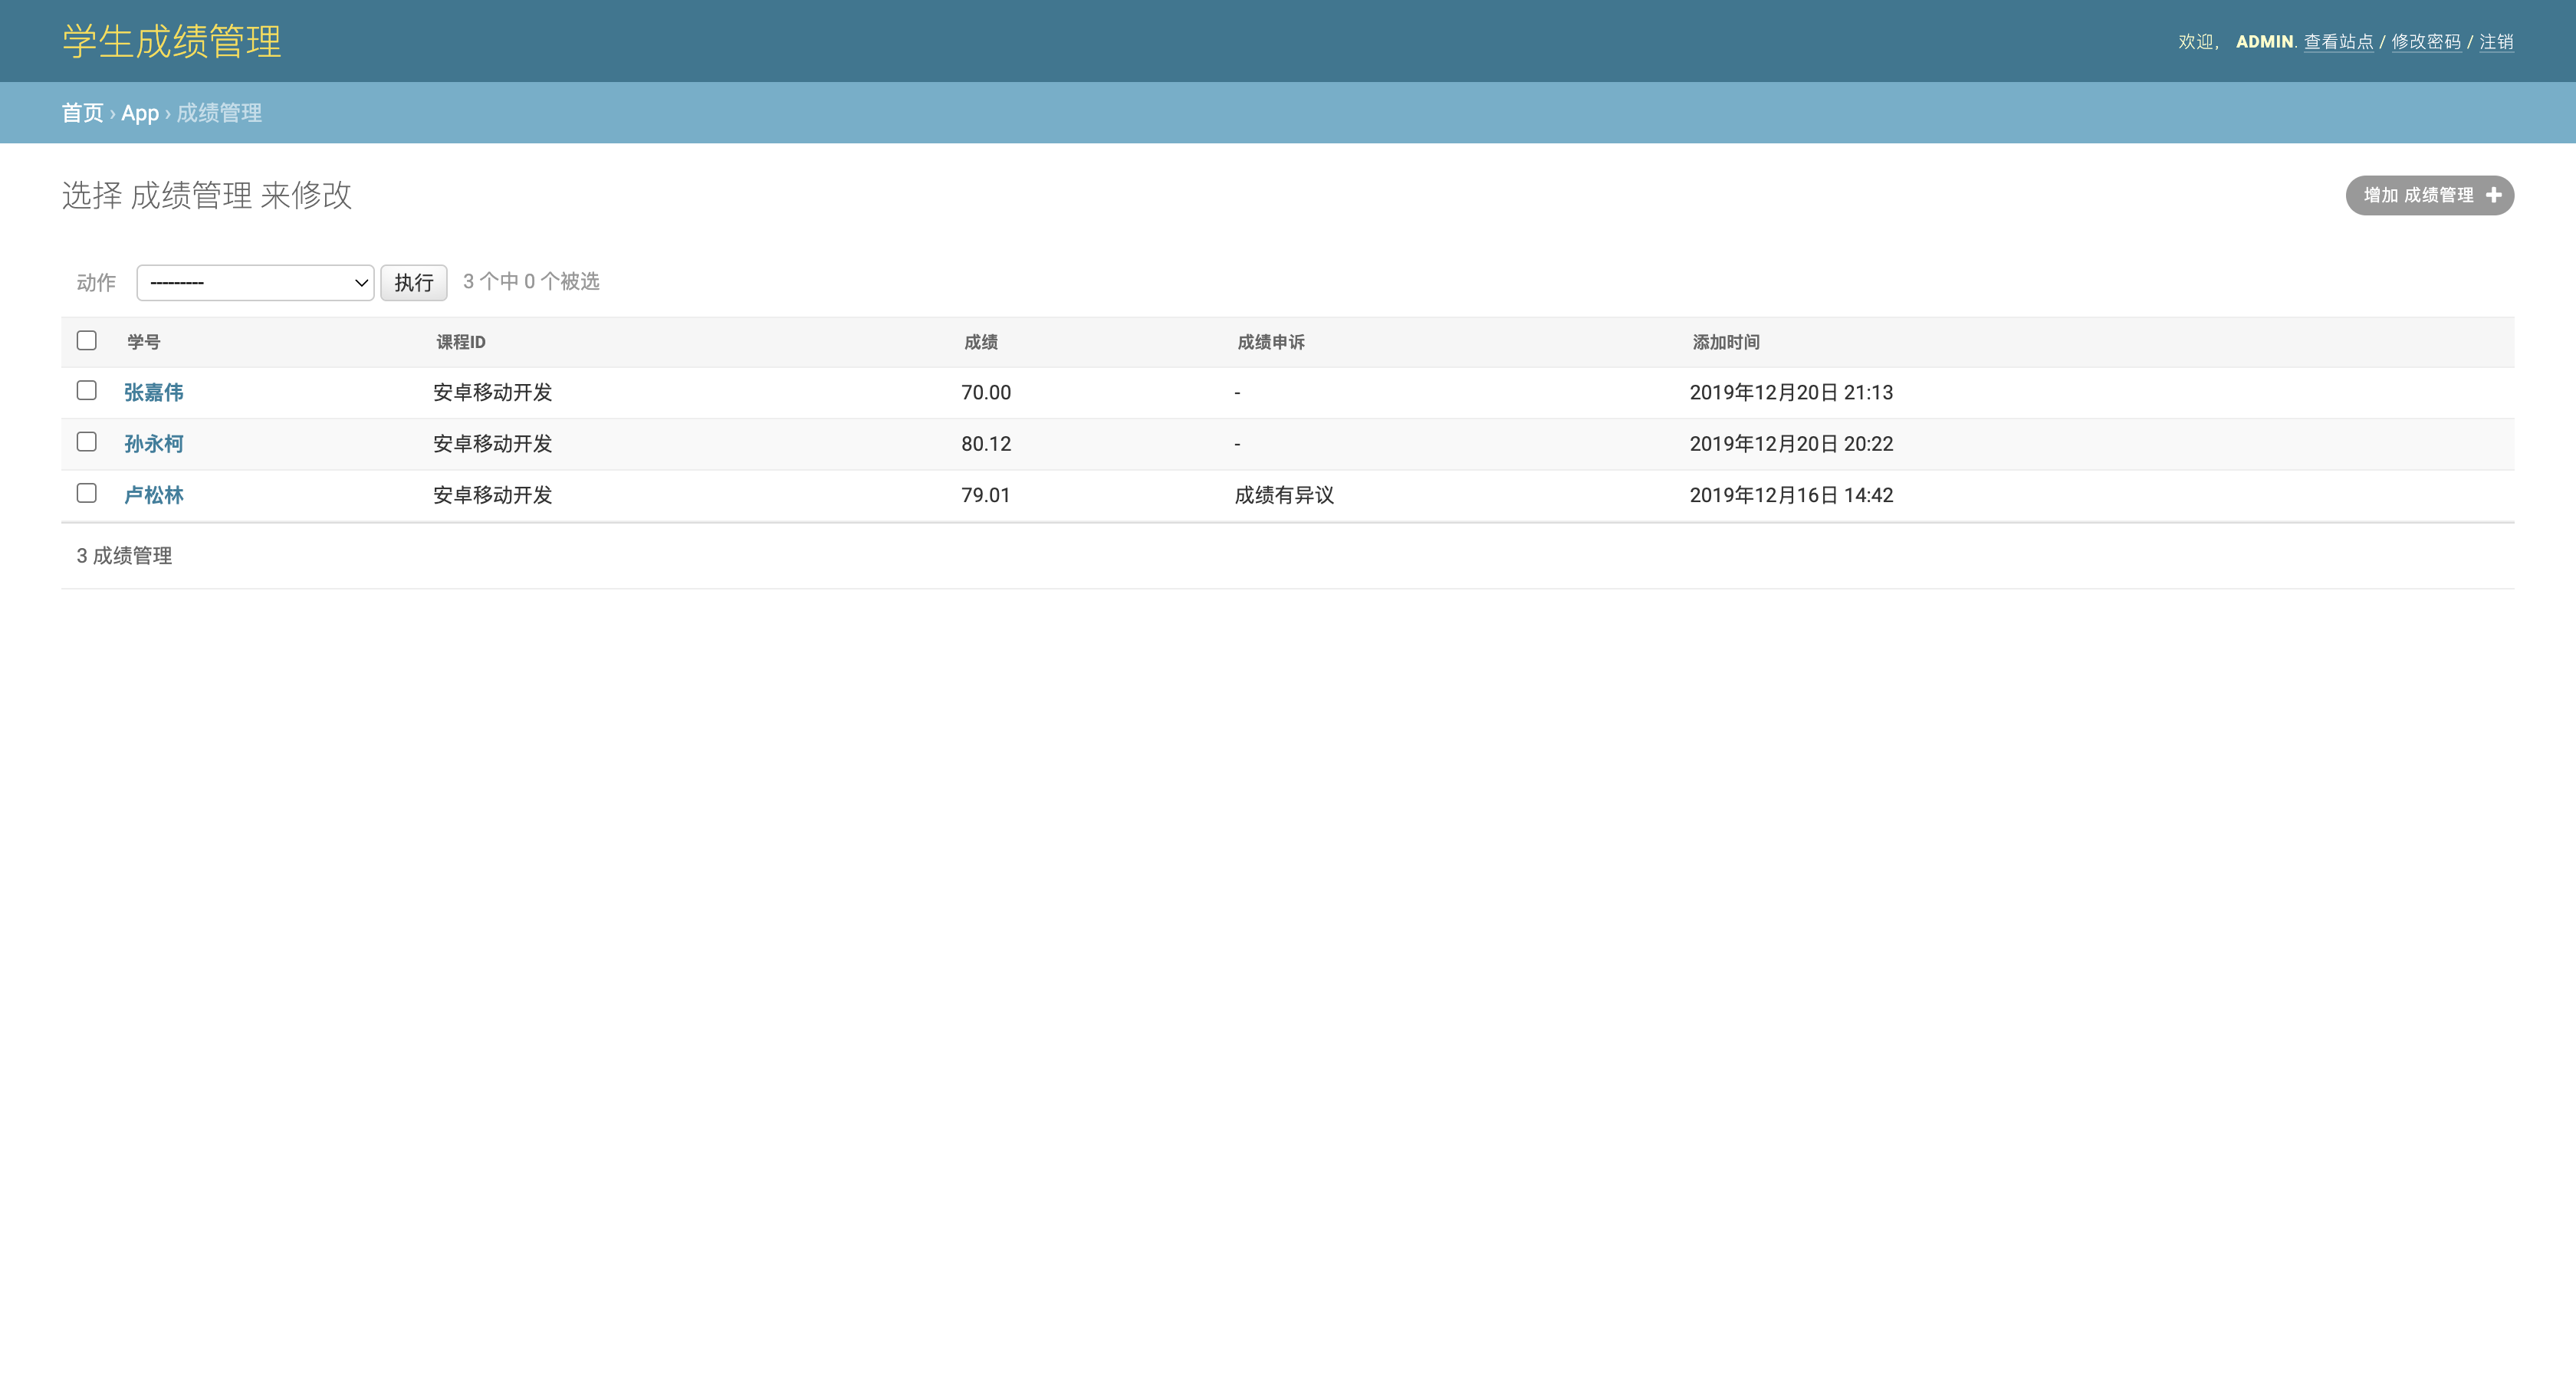 学生成绩管理
欢迎, ADMIN. 查看站点 / 修改密码 / 注销
首页 › App › 成绩管理
选择 成绩管理 来修改
增加 成绩管理 +
动作 --------- 执行 3 个中 0 个被选
学号 课程ID 成绩 成绩申诉 添加时间
张嘉伟 安卓移动开发 70.00 - 2019年12月20日 21:13
孙永柯 安卓移动开发 80.12 - 2019年12月20日 20:22
卢松林 安卓移动开发 79.01 成绩有异议 2019年12月16日 14:42
3 成绩管理